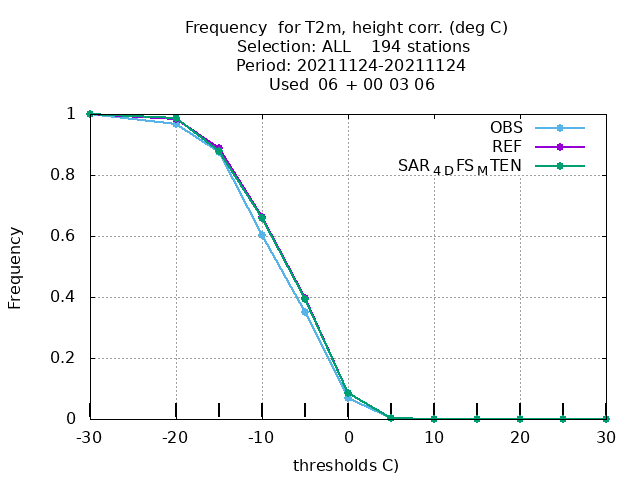 Frequency  for T2m, height corr. (deg C)
Selection: ALL    194 stations
Period: 20211124-20211124
Used  06 + 00 03 06
OBS
REF
SAR4DFSMTEN
1
0.8
0.6
0.4
0.2
0
Frequency
-30 -20 -10 0 10 20 30
thresholds C)